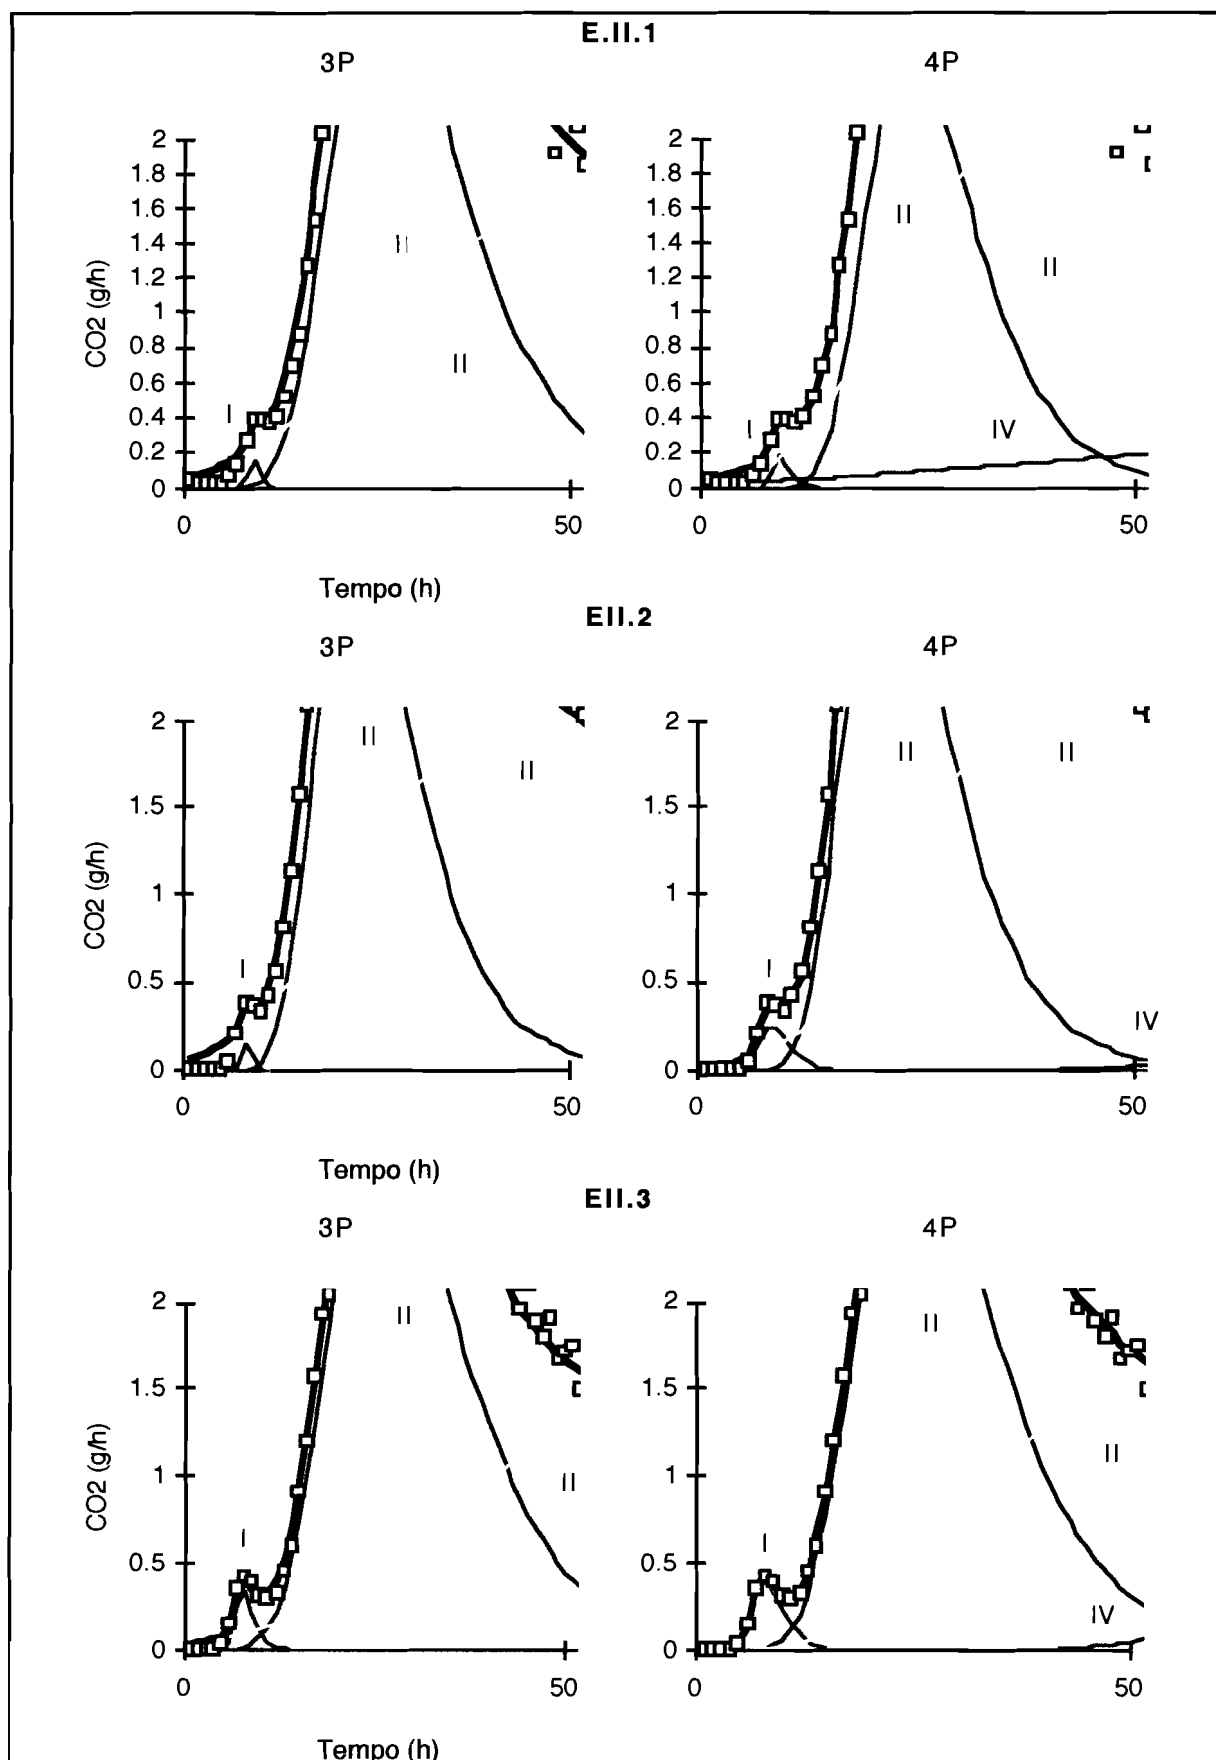 E.II.1
3P 4P
2 2
1.8 1.8
1.6 1.6
II
1.4 II 1.4
II
1.2 1.2
CO2 (g/h)
1 1
0.8 0.8
II
0.6 0.6
I
0.4 0.4
I IV
0.2 0.2
0 0
0 50 0 50
Tempo (h)
EII.2
3P 4P
2 2
II II II
II
1.5 1.5
CO2 (g/h)
1 1
I I
0.5 0.5
IV
0 0
0 50 0 50
Tempo (h)
EII.3
3P 4P
2 2
II II
1.5 1.5
II
CO2 (g/h)
1 II 1
I I
0.5 0.5
IV
0 0
0 50 0 50
Tempo (h)